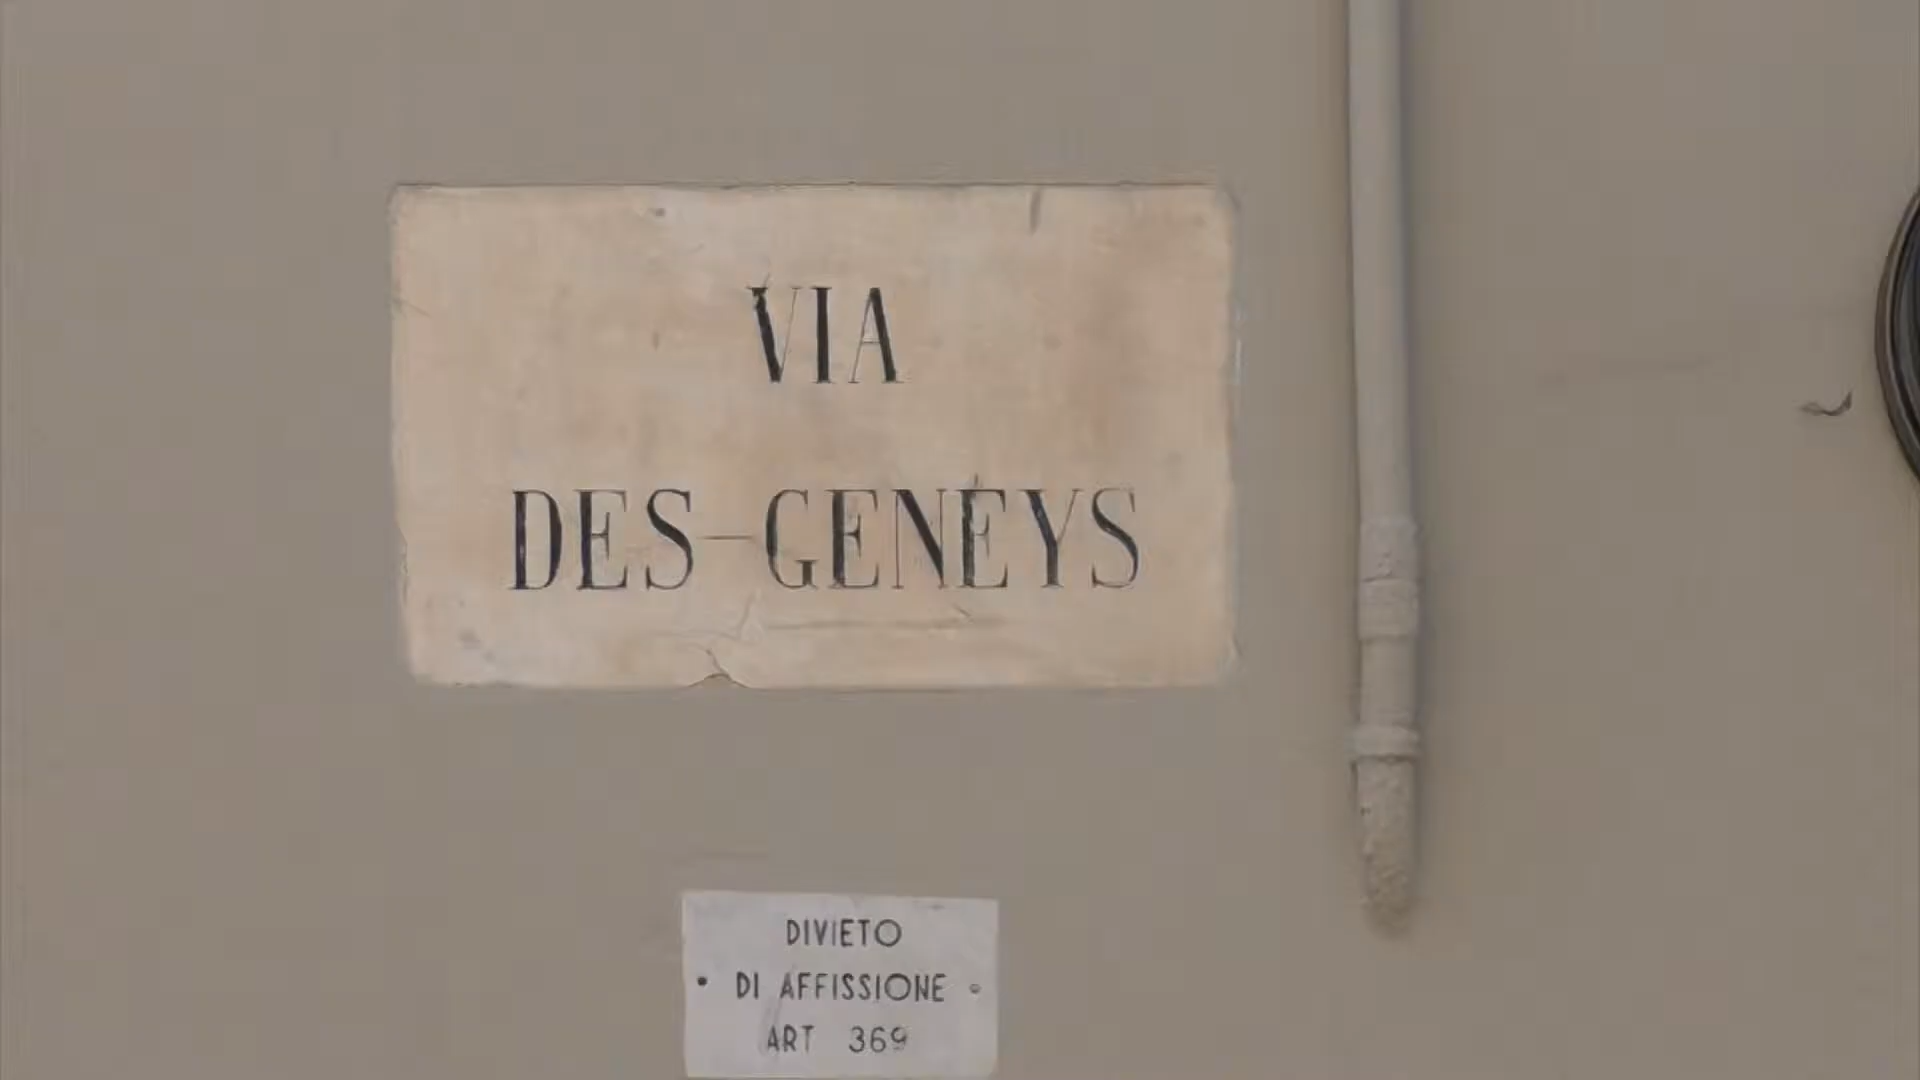 VIA
DES-GENEYS
DIVIETO
DI AFFISSIONE
ART 369